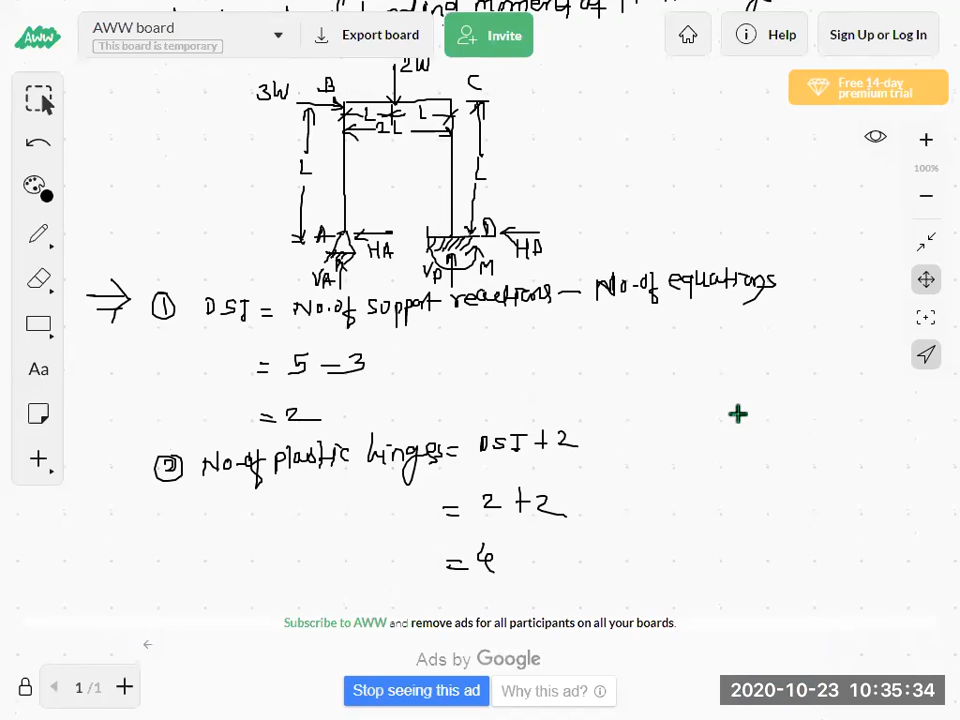 AWW board
This board is temporary
Export board
Invite
Help
Sign Up or Log In
Free 14-day
premium trial
100%
3W B 2W C
L L
2L
L L
A HA D HD
VA VD M
① DSI = No. of support reactions - No. of equations
= 5 - 3
= 2
② No. of plastic hinges = DSI + 2
= 2 + 2
= 4
Aa
Subscribe to AWW and remove ads for all participants on all your boards.
Ads by Google
Stop seeing this ad
Why this ad?
1 / 1
2020-10-23 10:35:34